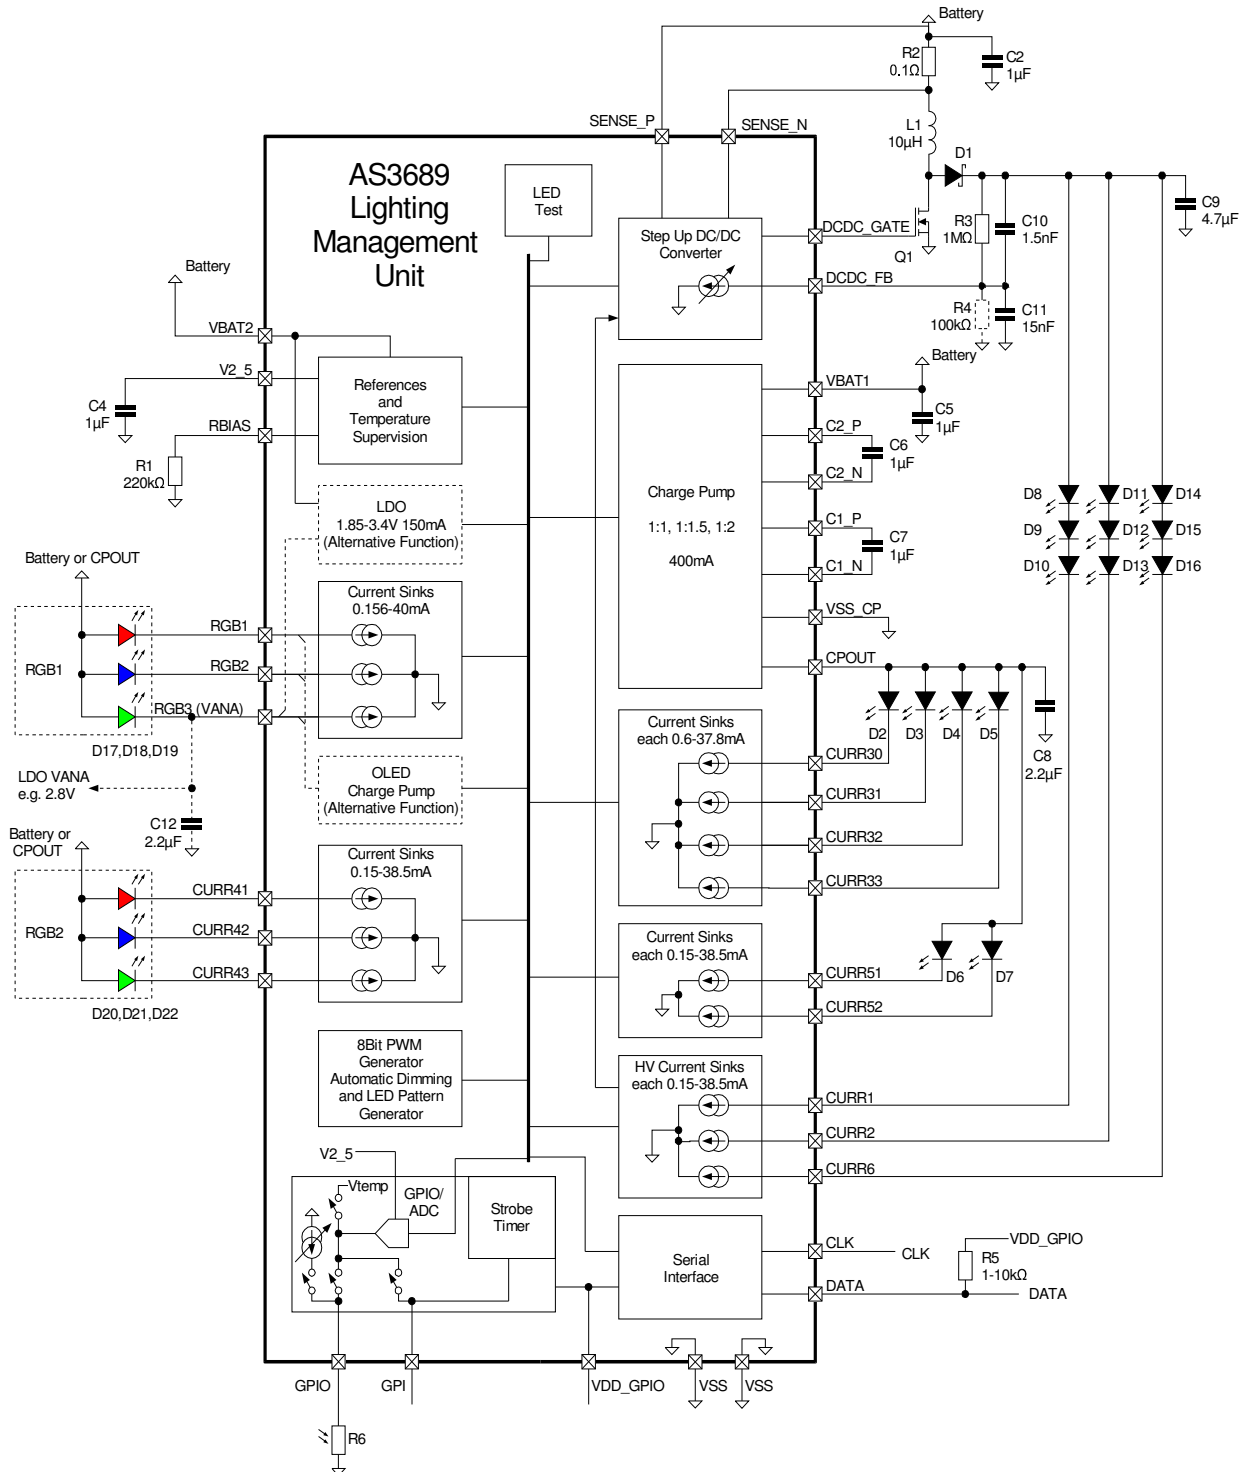 Battery
R2
0.1Ω
C2
1µF
SENSE_P
SENSE_N
L1
10µH
D1
AS3689
Lighting
Management
Unit
LED
Test
Step Up DC/DC
Converter
DCDC_GATE
Q1
R3
1MΩ
C10
1.5nF
C9
4.7µF
DCDC_FB
R4
100kΩ
C11
15nF
Battery
VBAT2
V2_5
C4
1µF
RBIAS
R1
220kΩ
References
and
Temperature
Supervision
Battery
VBAT1
C5
1µF
C2_P
C6
1µF
C2_N
Charge Pump
1:1, 1:1.5, 1:2
400mA
C1_P
C7
1µF
C1_N
VSS_CP
CPOUT
D8
D9
D10
D11
D12
D13
D14
D15
D16
LDO
1.85-3.4V 150mA
(Alternative Function)
Battery or CPOUT
Current Sinks
0.156-40mA
RGB1
RGB1
RGB2
RGB3 (VANA)
D17,D18,D19
LDO VANA
e.g. 2.8V
C12
2.2µF
OLED
Charge Pump
(Alternative Function)
Current Sinks
each 0.6-37.8mA
D2
D3
D4
D5
C8
2.2µF
CURR30
CURR31
CURR32
CURR33
Battery or
CPOUT
Current Sinks
0.15-38.5mA
RGB2
CURR41
CURR42
CURR43
D20,D21,D22
Current Sinks
each 0.15-38.5mA
CURR51
CURR52
D6
D7
8Bit PWM
Generator
Automatic Dimming
and LED Pattern
Generator
HV Current Sinks
each 0.15-38.5mA
CURR1
CURR2
CURR6
V2_5
Vtemp
GPIO/
ADC
Strobe
Timer
Serial
Interface
CLK
CLK
VDD_GPIO
R5
1-10kΩ
DATA
DATA
GPIO
GPI
VDD_GPIO
VSS
VSS
R6